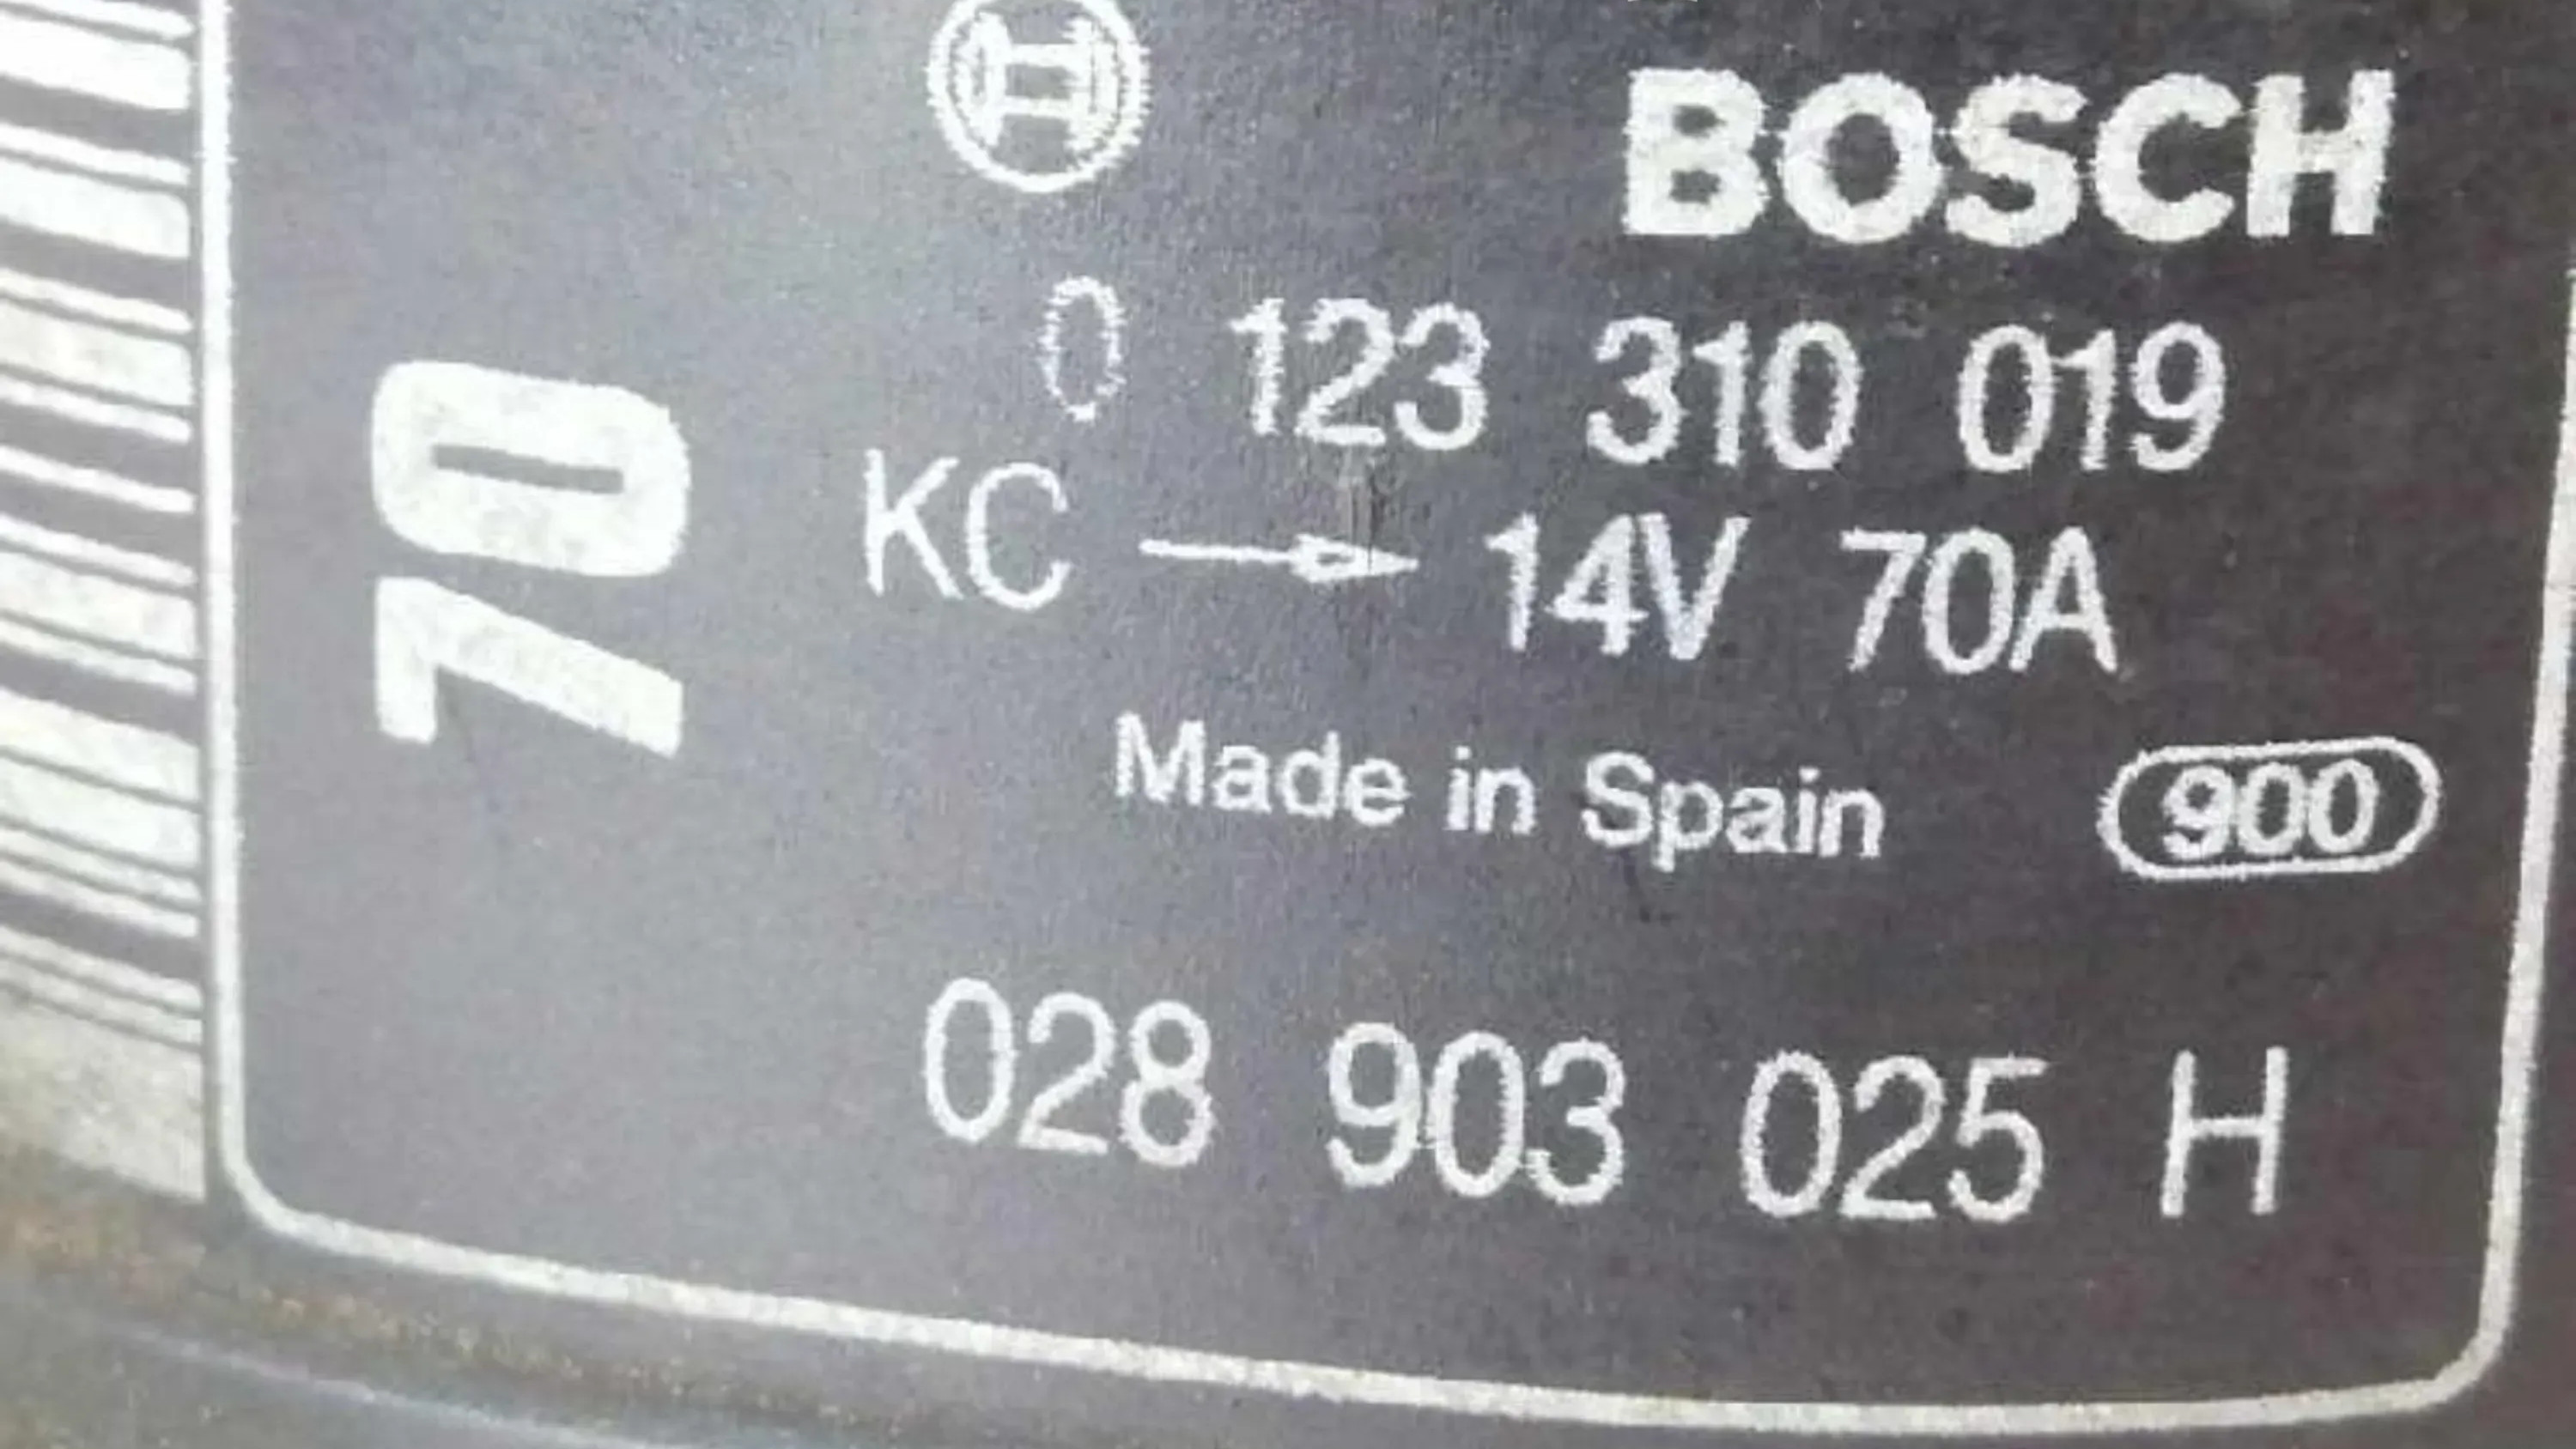 BOSCH
0 123 310 019
KC → 14V 70A
70
Made in Spain 900
028 903 025 H